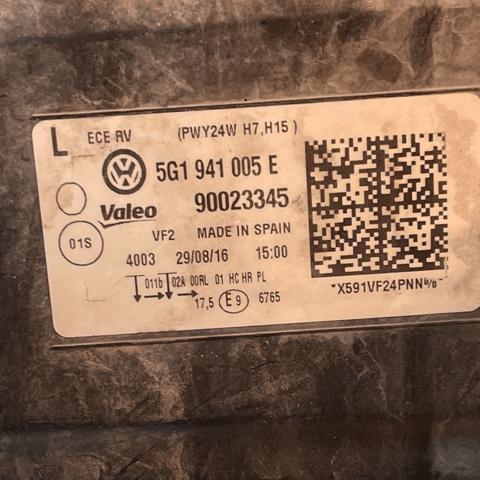 L ECE RV (PWY24W H7,H15)
5G1 941 005 E
Valeo 90023345
01S VF2 MADE IN SPAIN
4003 29/08/16 15:00
011b 02A 00RL 01 HC HR PL
17,5 E9 6765
*X591VF24PNN